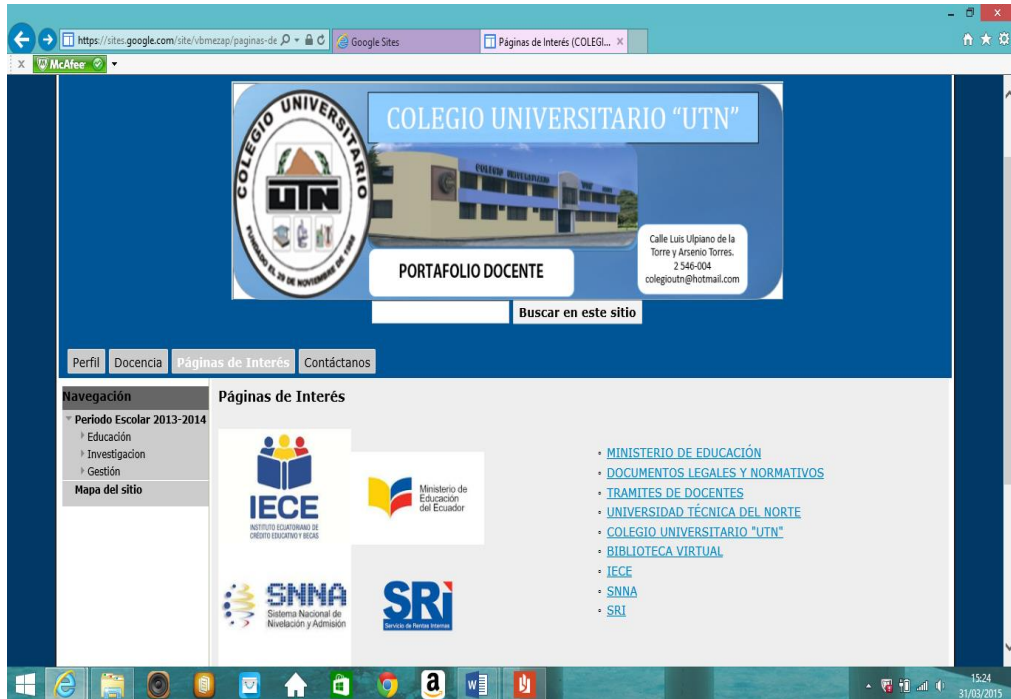 https://sites.google.com/site/vbmezap/paginas-de
Google Sites
Páginas de Interés (COLEGI...
X McAfee
COLEGIO UNIVERSITARIO
UTN
FUNDADO EL 29 DE NOVIEMBRE DE
COLEGIO UNIVERSITARIO "UTN"
PORTAFOLIO DOCENTE
Calle Luis Ulpiano de la
Torre y Arsenio Torres.
2 546-004
colegioutn@hotmail.com
Buscar en este sitio
Perfil
Docencia
Páginas de Interés
Contáctanos
Navegación
Periodo Escolar 2013-2014
Educación
Investigacion
Gestión
Mapa del sitio
Páginas de Interés
IECE
INSTITUTO ECUATORIANO DE
CRÉDITO EDUCATIVO Y BECAS
Ministerio de
Educación
del Ecuador
SNNA
Sistema Nacional de
Nivelación y Admisión
SRi
Servicio de Rentas Internas
MINISTERIO DE EDUCACIÓN
DOCUMENTOS LEGALES Y NORMATIVOS
TRAMITES DE DOCENTES
UNIVERSIDAD TÉCNICA DEL NORTE
COLEGIO UNIVERSITARIO "UTN"
BIBLIOTECA VIRTUAL
IECE
SNNA
SRI
15:24
31/03/2015